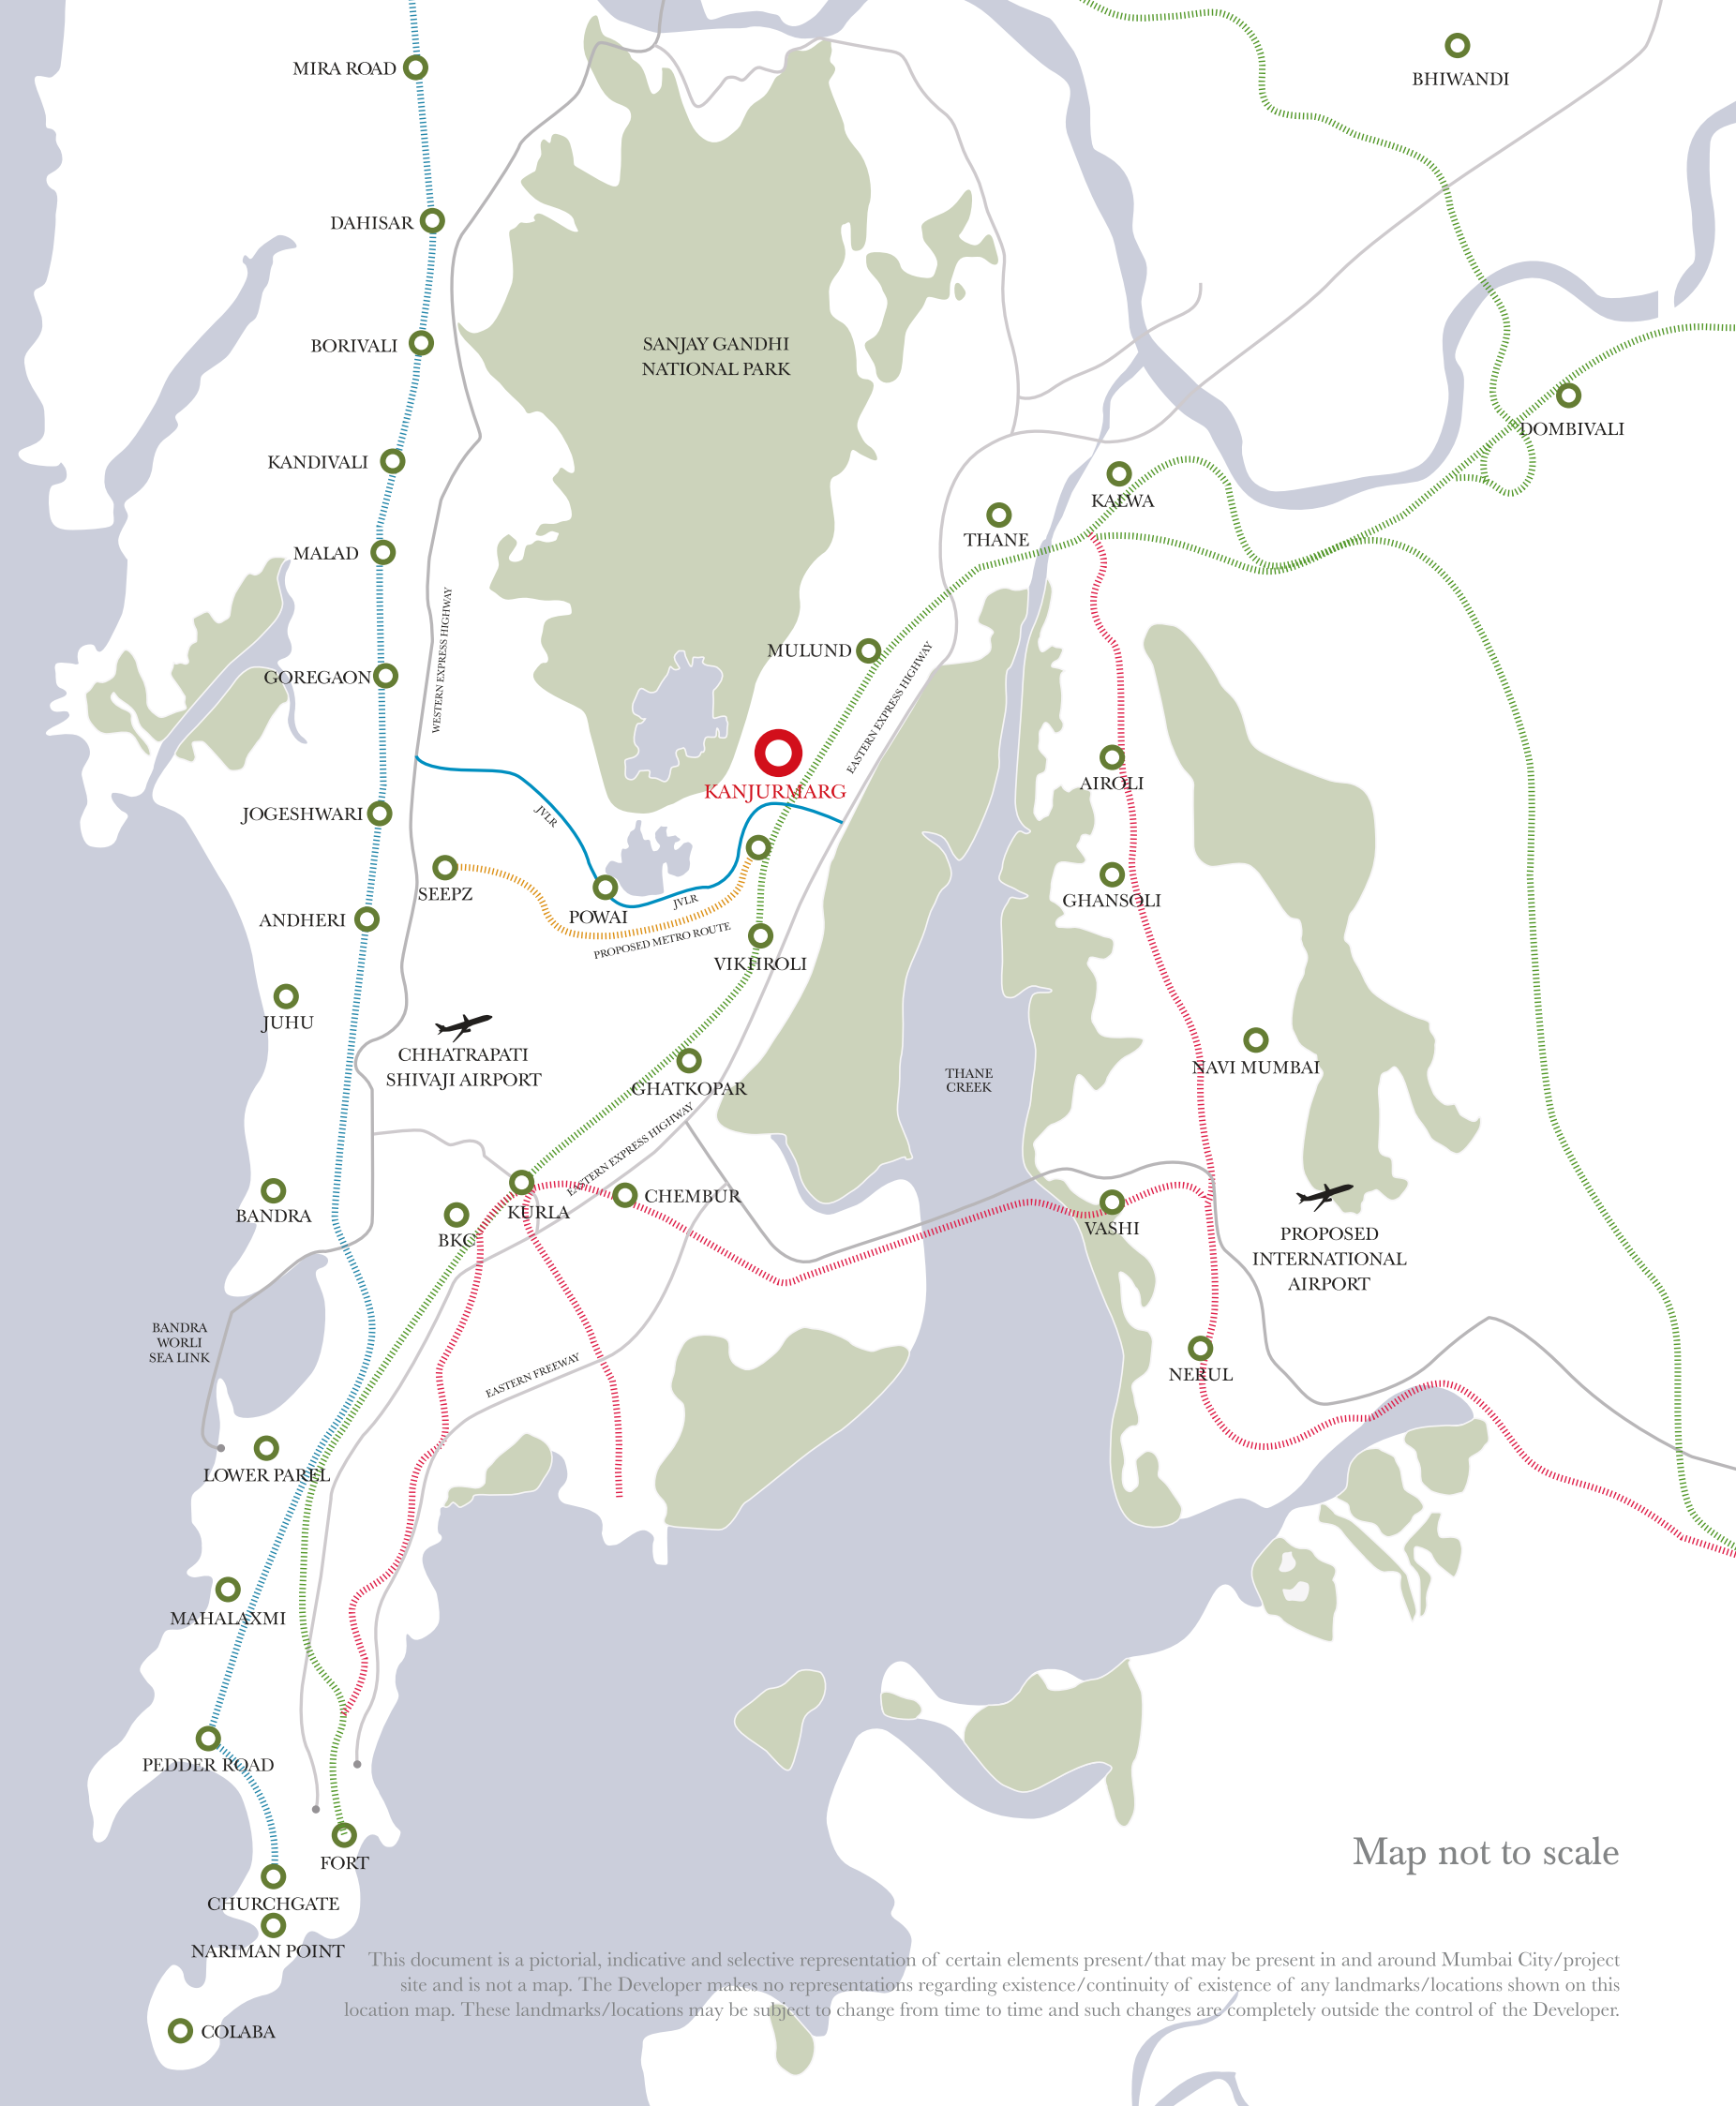 BHIWANDI
MIRA ROAD
DAHISAR
BORIVALI
SANJAY GANDHI
NATIONAL PARK
DOMBIVALI
KANDIVALI
KALWA
THANE
MALAD
WESTERN EXPRESS HIGHWAY
MULUND
EASTERN EXPRESS HIGHWAY
GOREGAON
KANJURMARG
AIROLI
JOGESHWARI
JVLR
SEEPZ
POWAI
JVLR
GHANSOLI
ANDHERI
PROPOSED METRO ROUTE
VIKHROLI
JUHU
CHHATRAPATI
SHIVAJI AIRPORT
THANE
CREEK
NAVI MUMBAI
GHATKOPAR
EASTERN EXPRESS HIGHWAY
CHEMBUR
BANDRA
KURLA
BKC
VASHI
PROPOSED
INTERNATIONAL
AIRPORT
BANDRA
WORLI
SEA LINK
EASTERN FREEWAY
NERUL
LOWER PAREL
MAHALAXMI
PEDDER ROAD
FORT
CHURCHGATE
NARIMAN POINT
COLABA
Map not to scale
This document is a pictorial, indicative and selective representation of certain elements present/that may be present in and around Mumbai City/project
site and is not a map. The Developer makes no representations regarding existence/continuity of existence of any landmarks/locations shown on this
location map. These landmarks/locations may be subject to change from time to time and such changes are completely outside the control of the Developer.